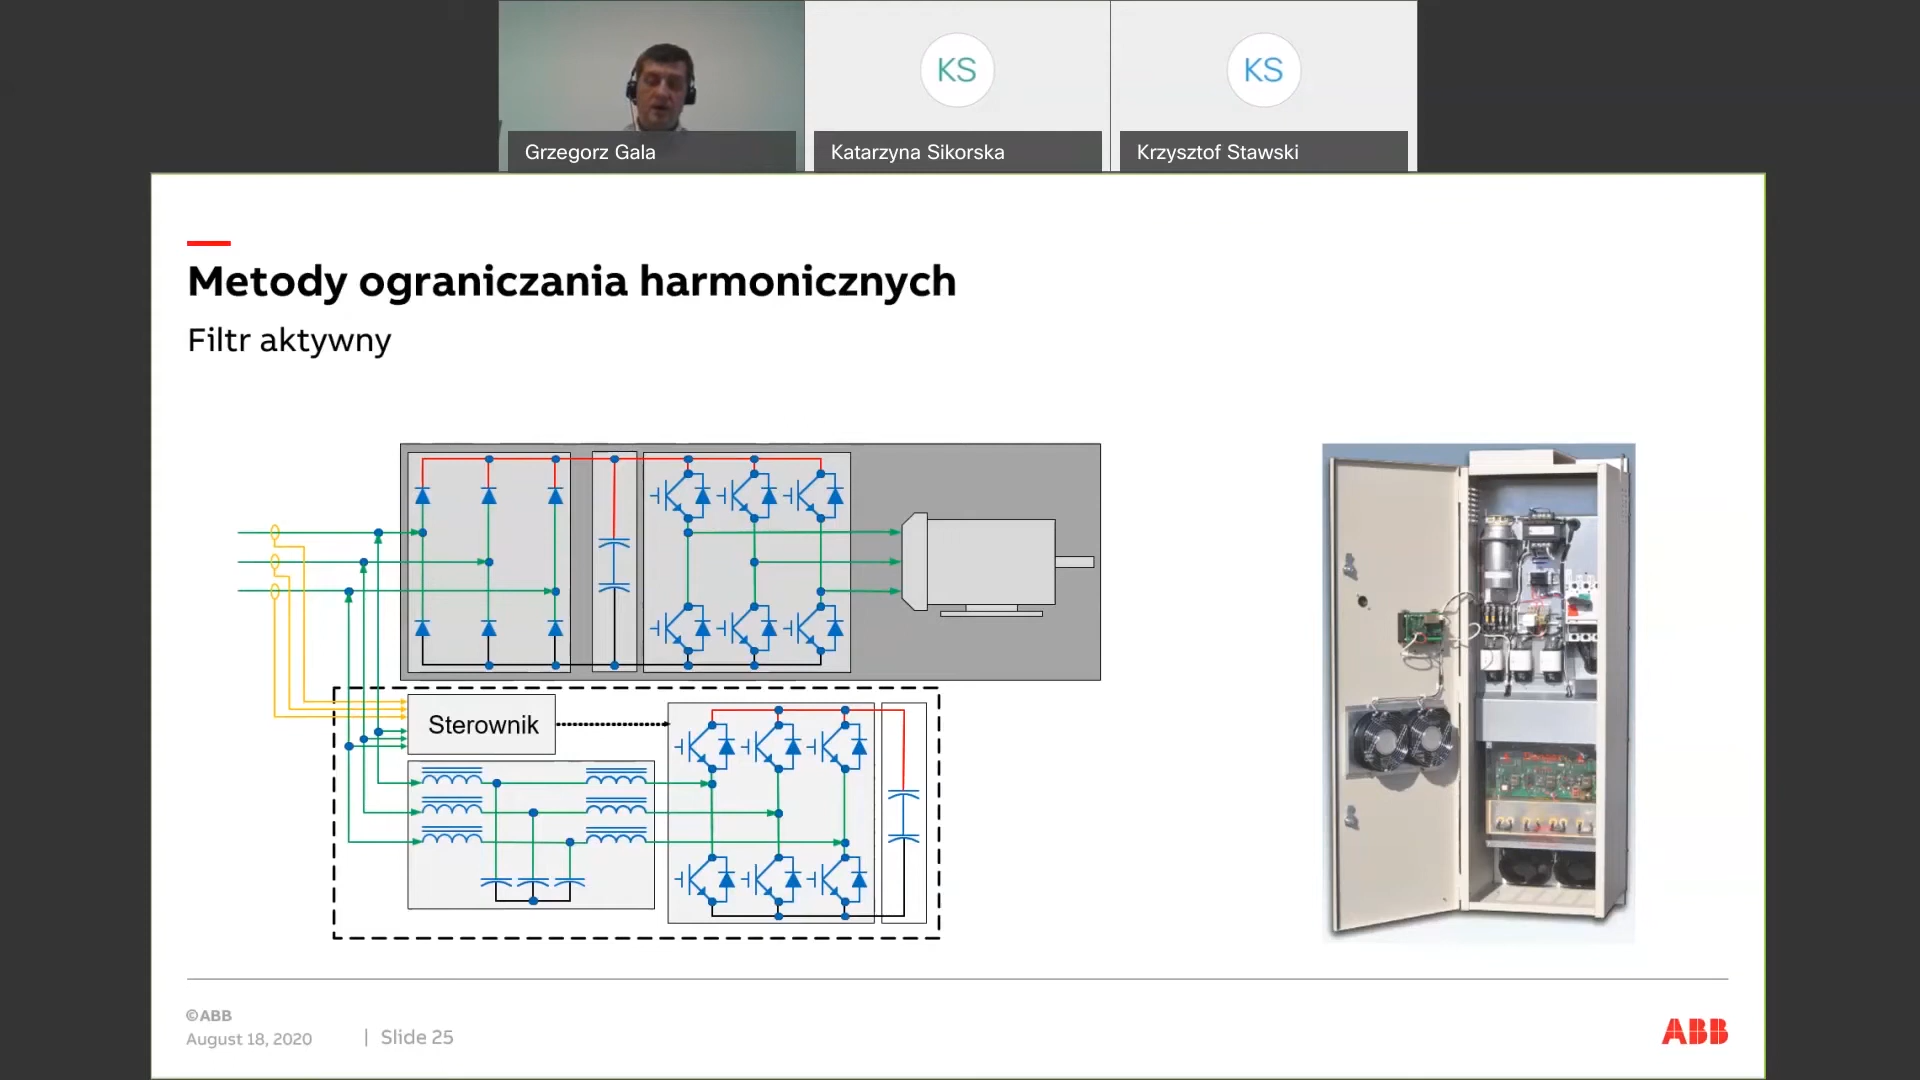 KS
KS
Grzegorz Gala
Katarzyna Sikorska
Krzysztof Stawski
Metody ograniczania harmonicznych
Filtr aktywny
Sterownik
©ABB
August 18, 2020 | Slide 25
ABB